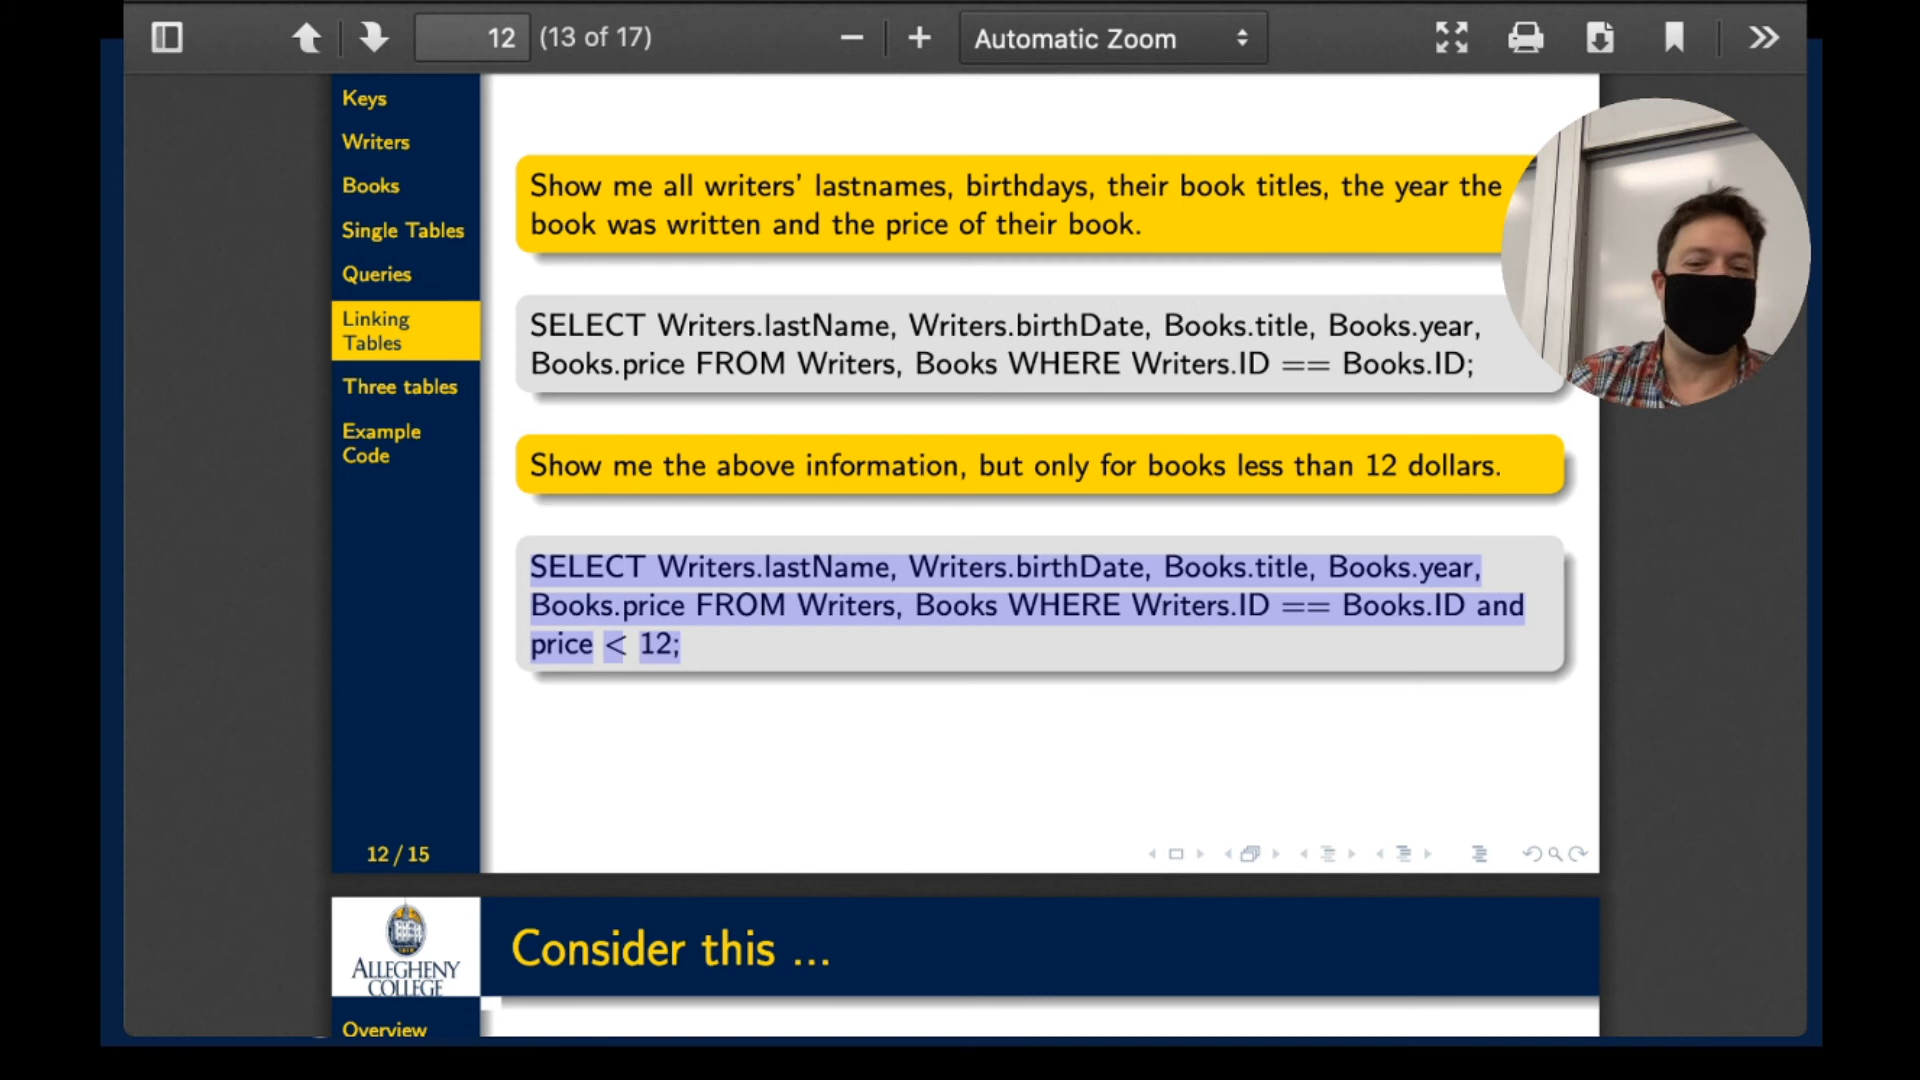 12 (13 of 17)
Automatic Zoom
Keys
Writers
Books
Single Tables
Queries
Linking
Tables
Three tables
Example
Code
12 / 15
Show me all writers' lastnames, birthdays, their book titles, the year the
book was written and the price of their book.
SELECT Writers.lastName, Writers.birthDate, Books.title, Books.year,
Books.price FROM Writers, Books WHERE Writers.ID == Books.ID;
Show me the above information, but only for books less than 12 dollars.
SELECT Writers.lastName, Writers.birthDate, Books.title, Books.year,
Books.price FROM Writers, Books WHERE Writers.ID == Books.ID and
price < 12;
ALLEGHENY
COLLEGE
Consider this ...
Overview